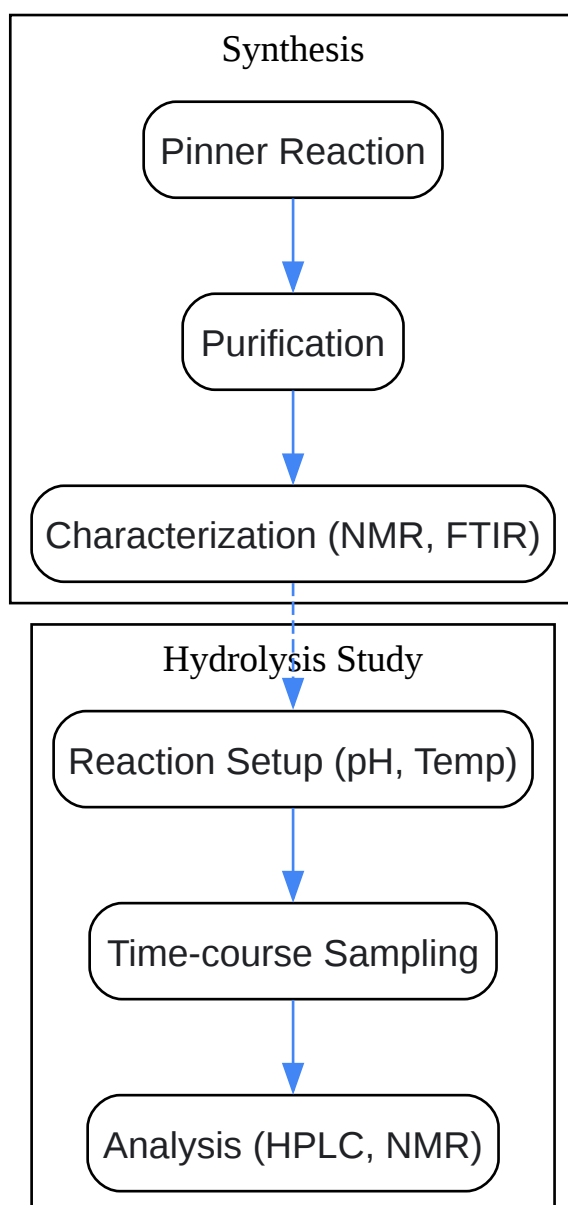 Synthesis
Pinner Reaction
Purification
Characterization (NMR, FTIR)
Hydrolysis Study
Reaction Setup (pH, Temp)
Time-course Sampling
Analysis (HPLC, NMR)